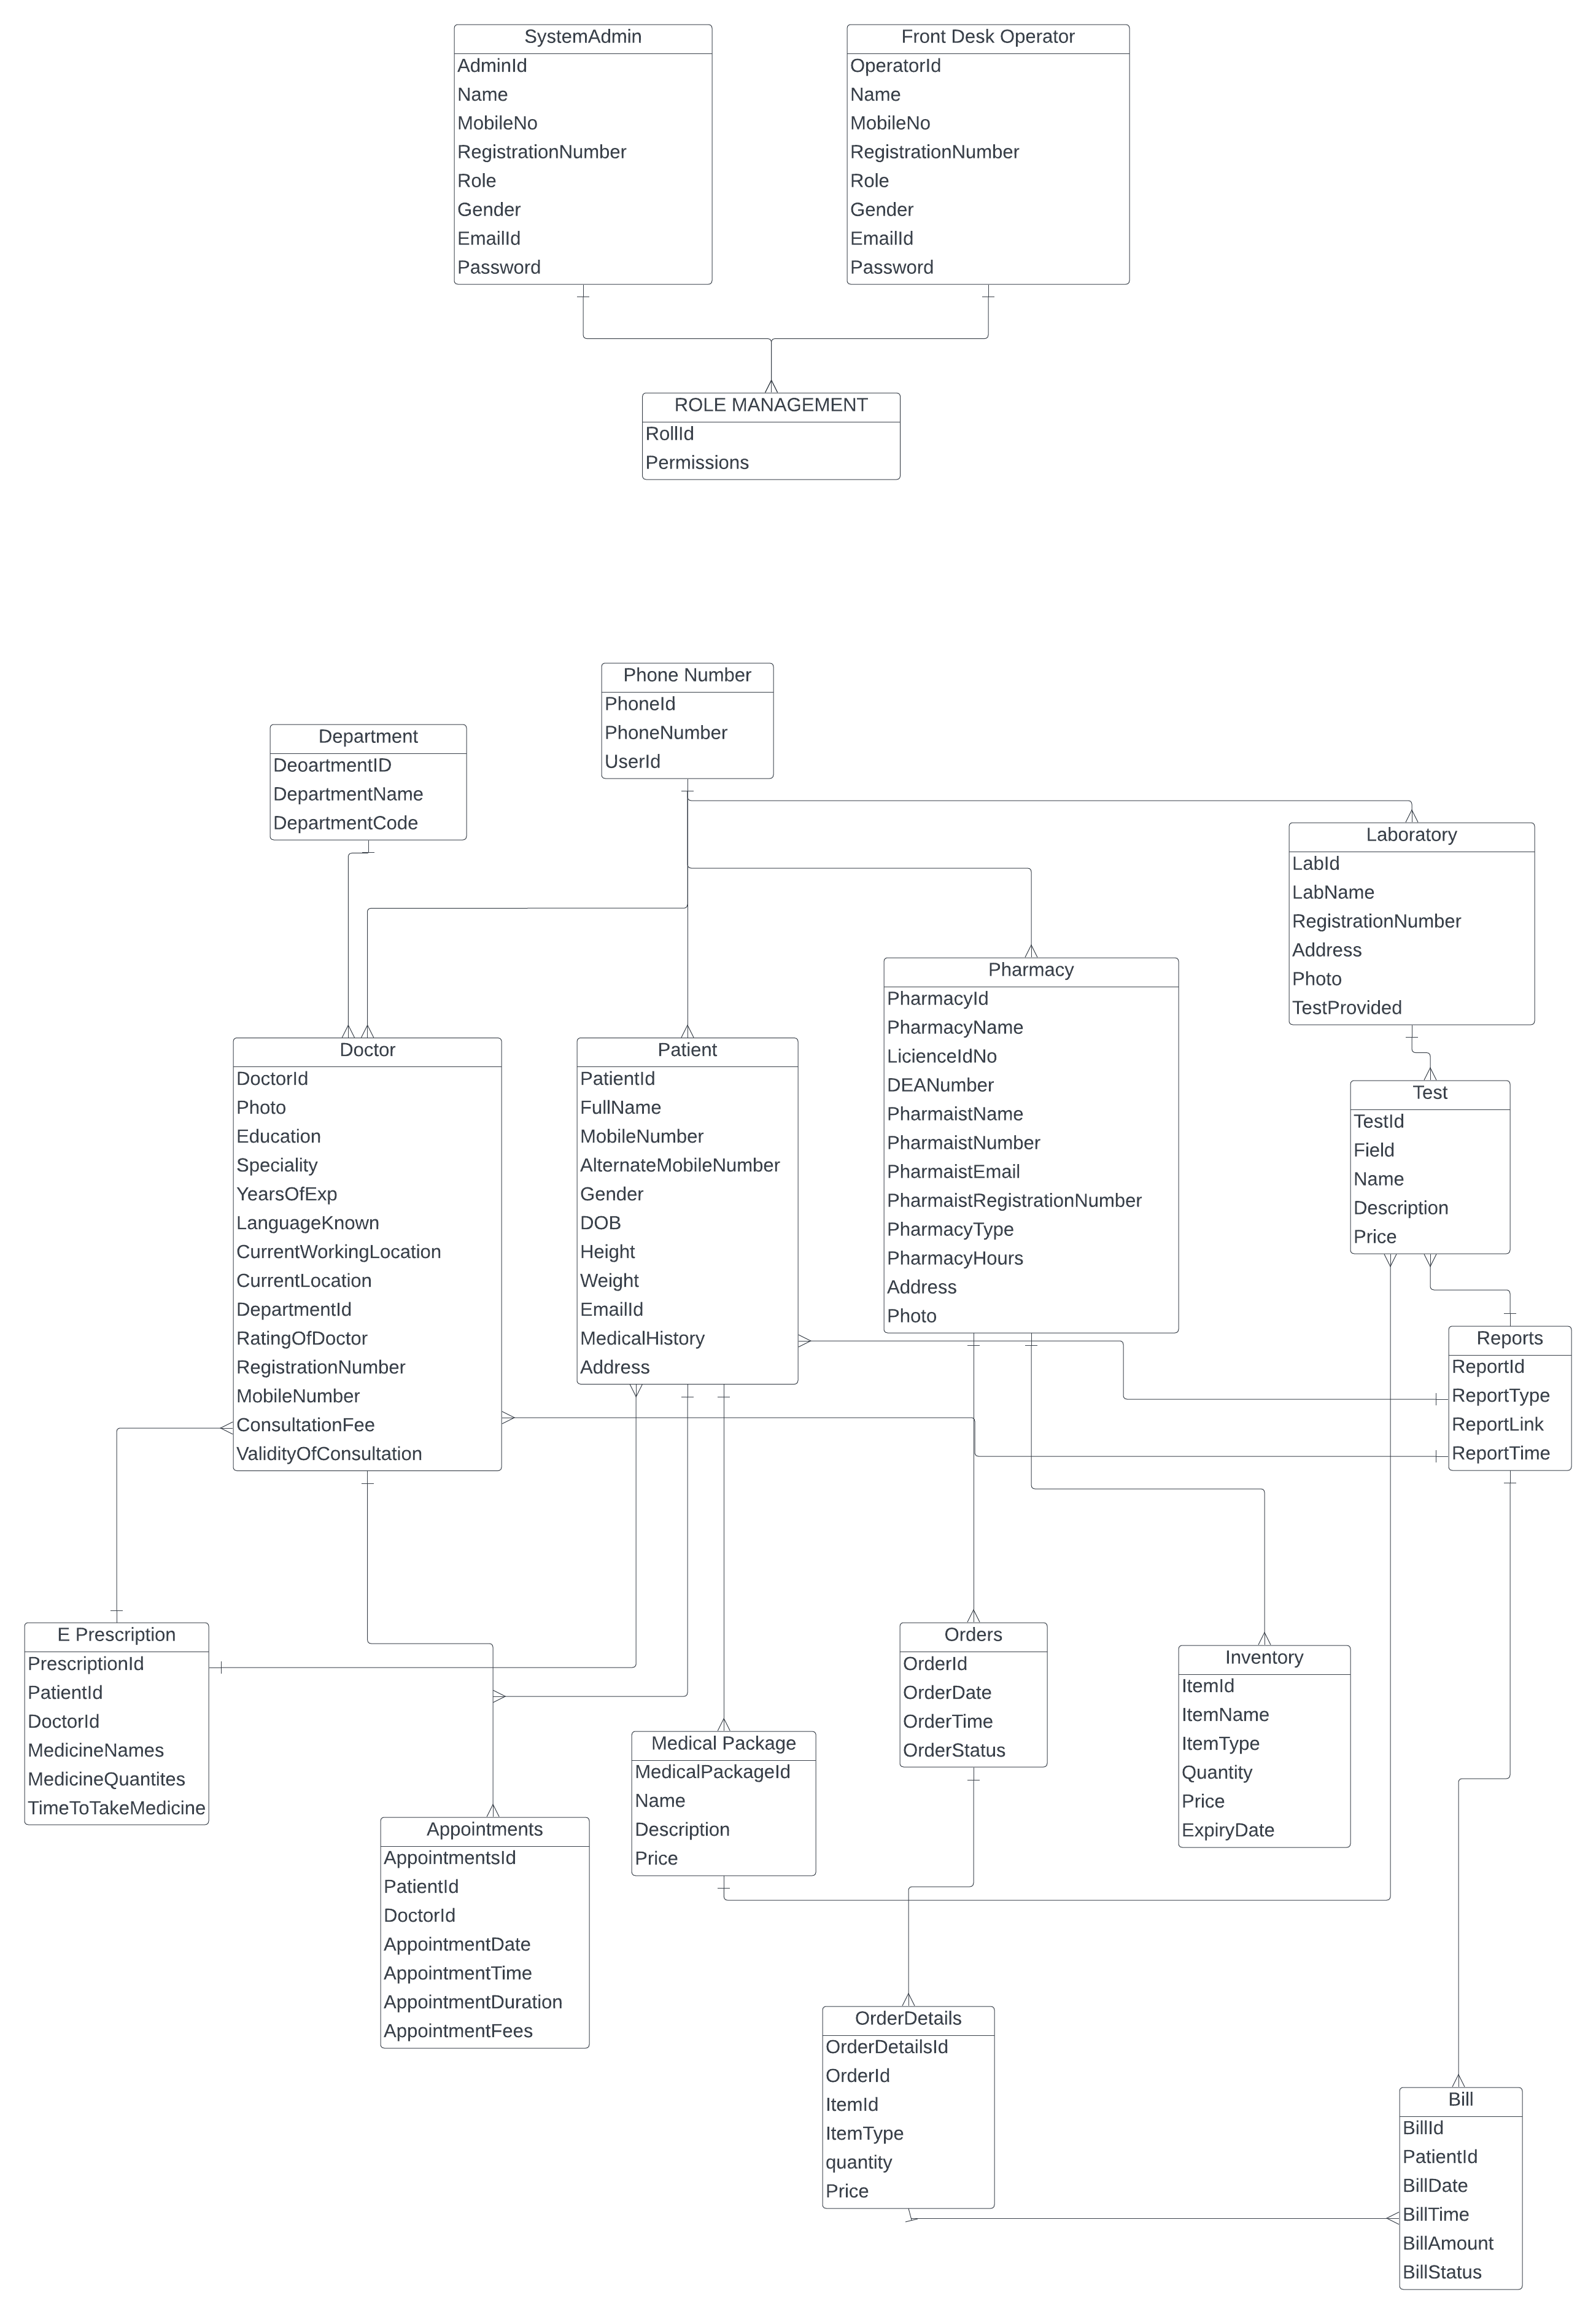 SystemAdmin
AdminId
Name
MobileNo
RegistrationNumber
Role
Gender
EmailId
Password
Front Desk Operator
OperatorId
Name
MobileNo
RegistrationNumber
Role
Gender
EmailId
Password
ROLE MANAGEMENT
RollId
Permissions
Phone Number
PhoneId
PhoneNumber
UserId
Department
DeoartmentID
DepartmentName
DepartmentCode
Laboratory
LabId
LabName
RegistrationNumber
Address
Photo
TestProvided
Doctor
DoctorId
Photo
Education
Speciality
YearsOfExp
LanguageKnown
CurrentWorkingLocation
CurrentLocation
DepartmentId
RatingOfDoctor
RegistrationNumber
MobileNumber
ConsultationFee
ValidityOfConsultation
Patient
PatientId
FullName
MobileNumber
AlternateMobileNumber
Gender
DOB
Height
Weight
EmailId
MedicalHistory
Address
Pharmacy
PharmacyId
PharmacyName
LicienceIdNo
DEANumber
PharmaistName
PharmaistNumber
PharmaistEmail
PharmaistRegistrationNumber
PharmacyType
PharmacyHours
Address
Photo
Test
TestId
Field
Name
Description
Price
Reports
ReportId
ReportType
ReportLink
ReportTime
E Prescription
PrescriptionId
PatientId
DoctorId
MedicineNames
MedicineQuantites
TimeToTakeMedicine
Appointments
AppointmentsId
PatientId
DoctorId
AppointmentDate
AppointmentTime
AppointmentDuration
AppointmentFees
Medical Package
MedicalPackageId
Name
Description
Price
Orders
OrderId
OrderDate
OrderTime
OrderStatus
Inventory
ItemId
ItemName
ItemType
Quantity
Price
ExpiryDate
OrderDetails
OrderDetailsId
OrderId
ItemId
ItemType
quantity
Price
Bill
BillId
PatientId
BillDate
BillTime
BillAmount
BillStatus